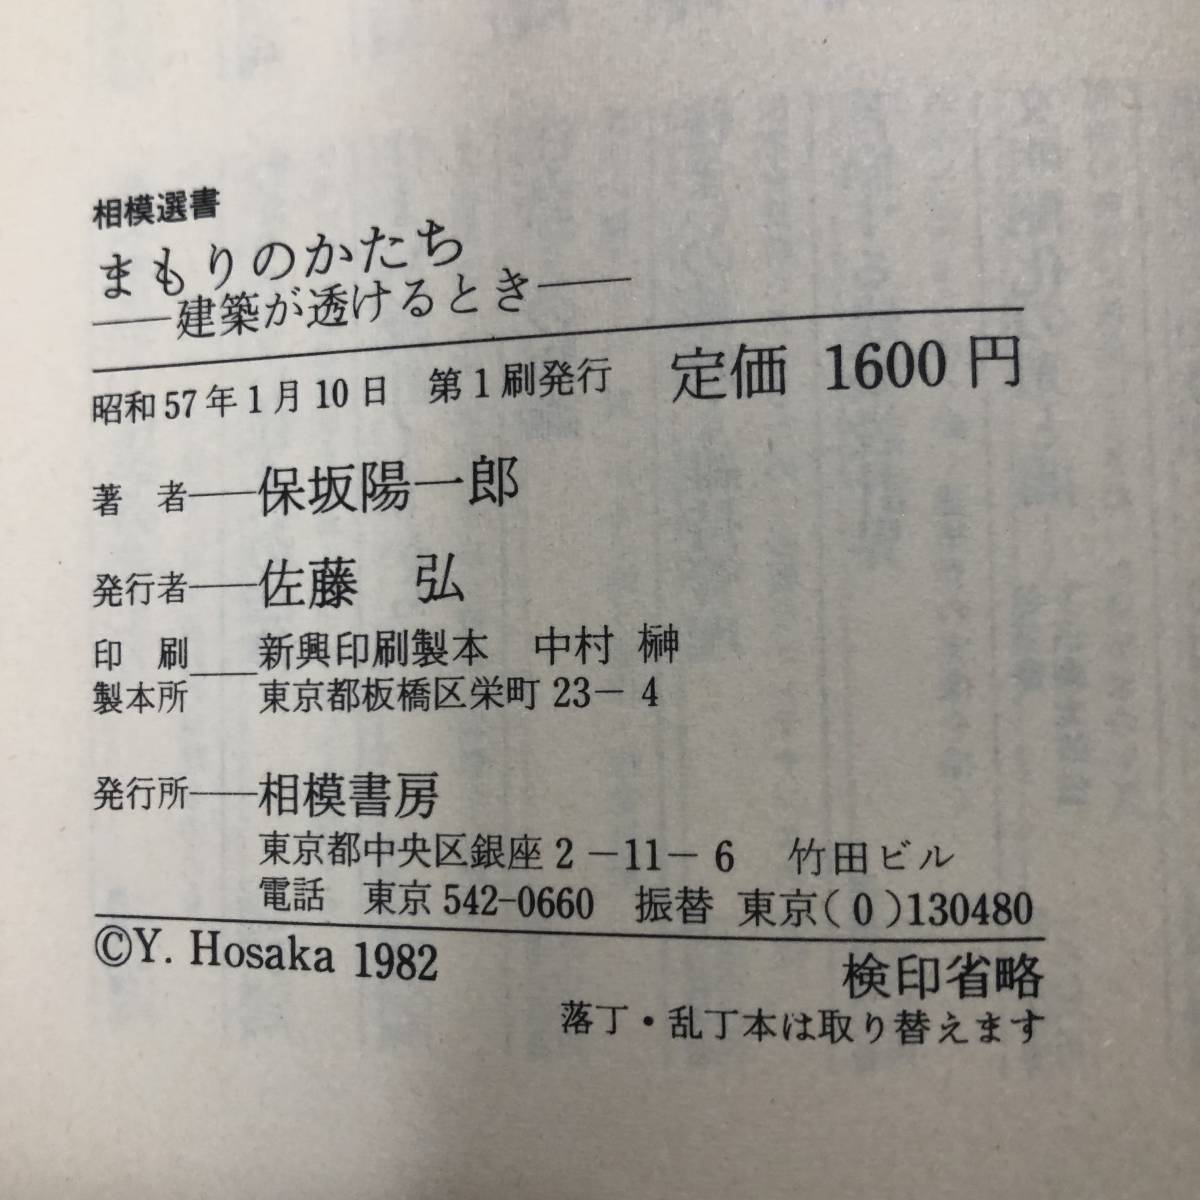 相模選書
まもりのかたち
——建築が透けるとき——
昭和57年1月10日　第1刷発行　定価 1600円
著　者——保坂陽一郎
発行者——佐藤　弘
印　刷　新興印刷製本　中村　榊
製本所——東京都板橋区栄町23－4
発行所——相模書房
東京都中央区銀座2－11－6　竹田ビル
電話　東京542-0660　振替　東京(0)130480
©Y. Hosaka 1982　検印省略
落丁・乱丁本は取り替えます